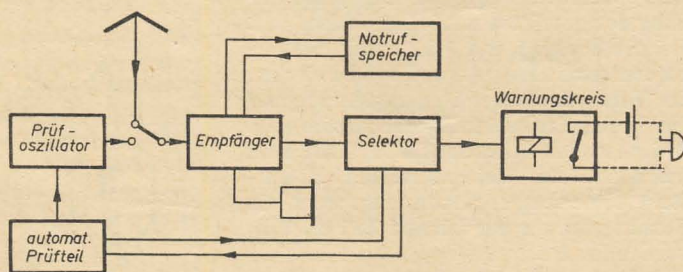 Notruf-
speicher
Warnungskreis
Prüf-
oszillator
Empfänger
Selektor
automat.
Prüfteil